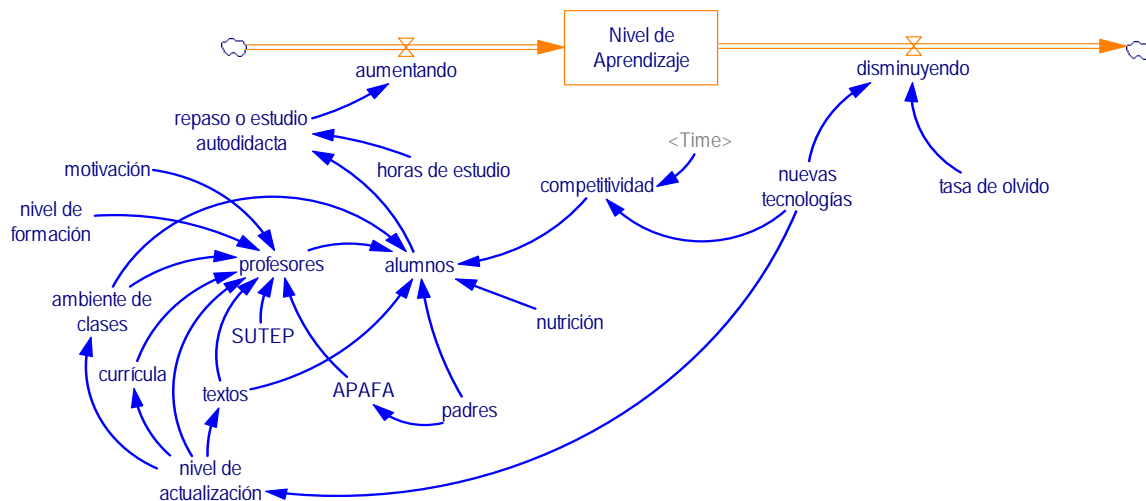 Nivel de
Aprendizaje
aumentando
disminuyendo
repaso o estudio
autodidacta
<Time>
motivación
horas de estudio
competitividad
nuevas
tecnologías
tasa de olvido
nivel de
formación
profesores
alumnos
ambiente de
clases
nutrición
SUTEP
currícula
textos
APAFA
padres
nivel de
actualización